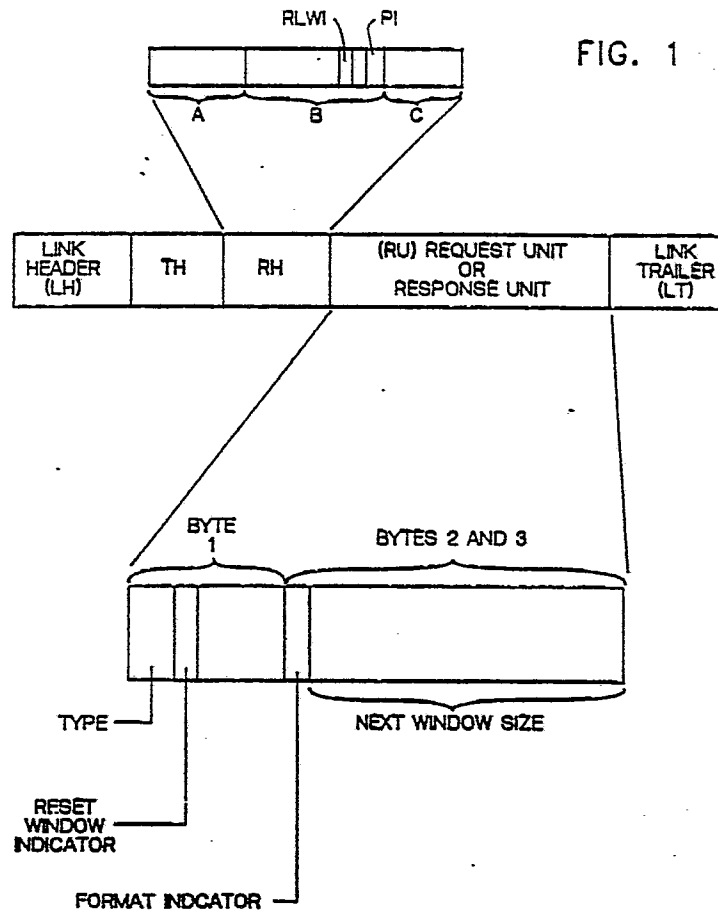 RLWI PI
FIG. 1
A B C
LINK HEADER (LH)
TH
RH
(RU) REQUEST UNIT
OR
RESPONSE UNIT
LINK TRAILER (LT)
BYTE
1
BYTES 2 AND 3
TYPE
NEXT WINDOW SIZE
RESET
WINDOW
INDICATOR
FORMAT INDCATOR